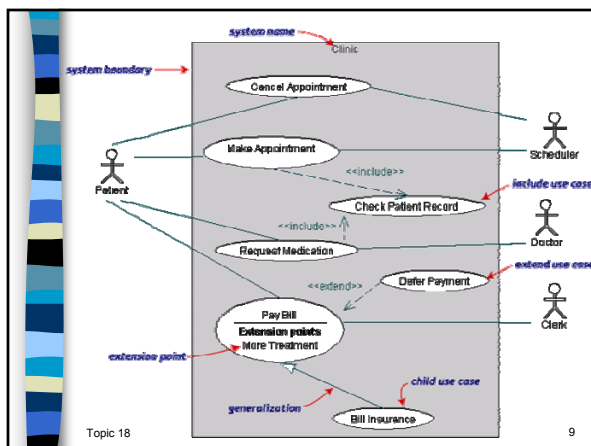 system name
Clinic
system boundary
Cancel Appointment
Scheduler
Make Appointment
<<include>>
Patient
include use case
Check Patient Record
<<include>>
Doctor
Request Medication
extend use case
<<extend>>
Defer Payment
Pay Bill
Extension points
More Treatment
Clerk
extension point
child use case
generalization
Bill Insurance
Topic 18
9